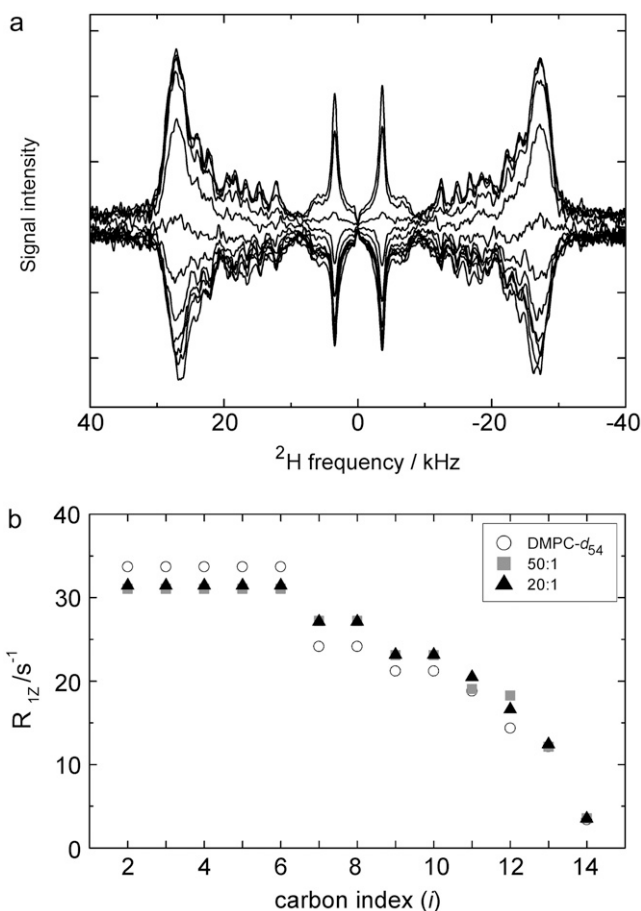 a
Signal intensity
40 20 0 -20 -40
²H frequency / kHz
b
40
30
20
10
0
R₁Z /s⁻¹
DMPC-d₅₄
50:1
20:1
2 4 6 8 10 12 14
carbon index (i)